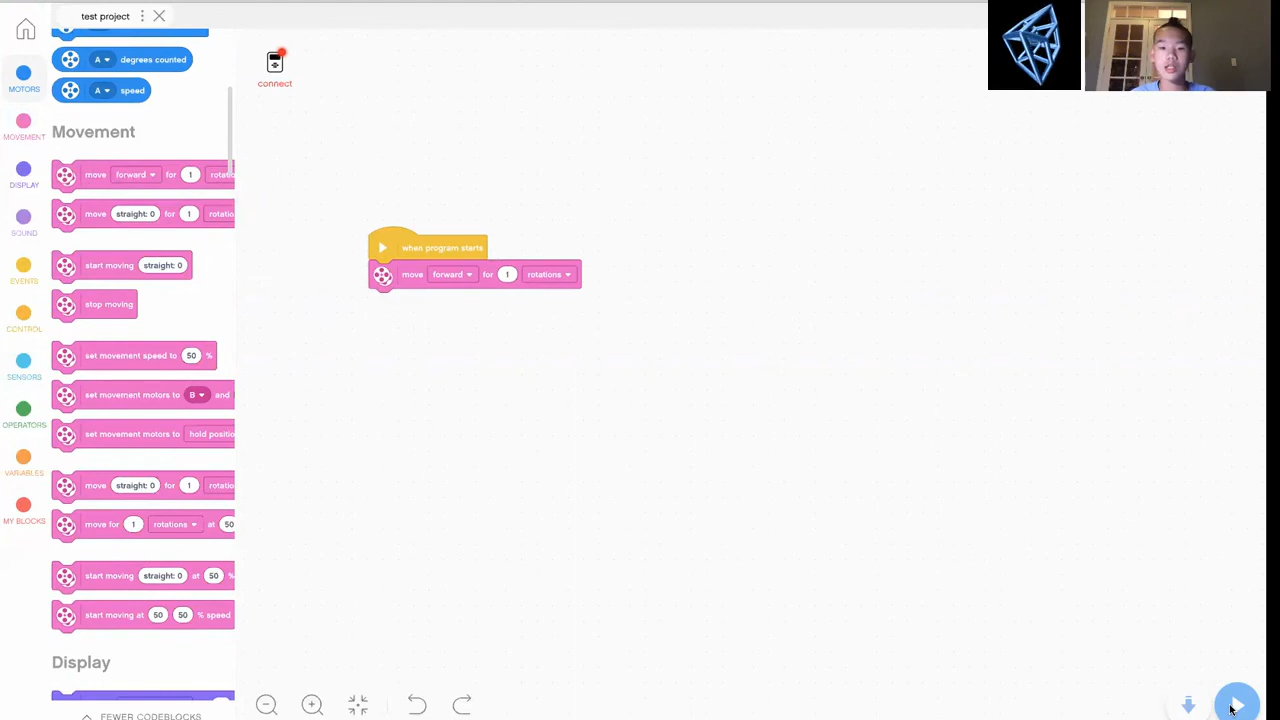 test project
MOTORS
MOVEMENT
DISPLAY
SOUND
EVENTS
CONTROL
SENSORS
OPERATORS
VARIABLES
MY BLOCKS
A degrees counted
A speed
Movement
move forward for 1
move straight: 0 for 1
start moving straight: 0
stop moving
set movement speed to 50 %
set movement motors to B and
set movement motors to hold
move straight: 0 for 1
move for 1 rotations at 50
start moving straight: 0 at 50 %
start moving at 50 50 % speed
Display
FEWER CODEBLOCKS
connect
when program starts
move forward for 1 rotations